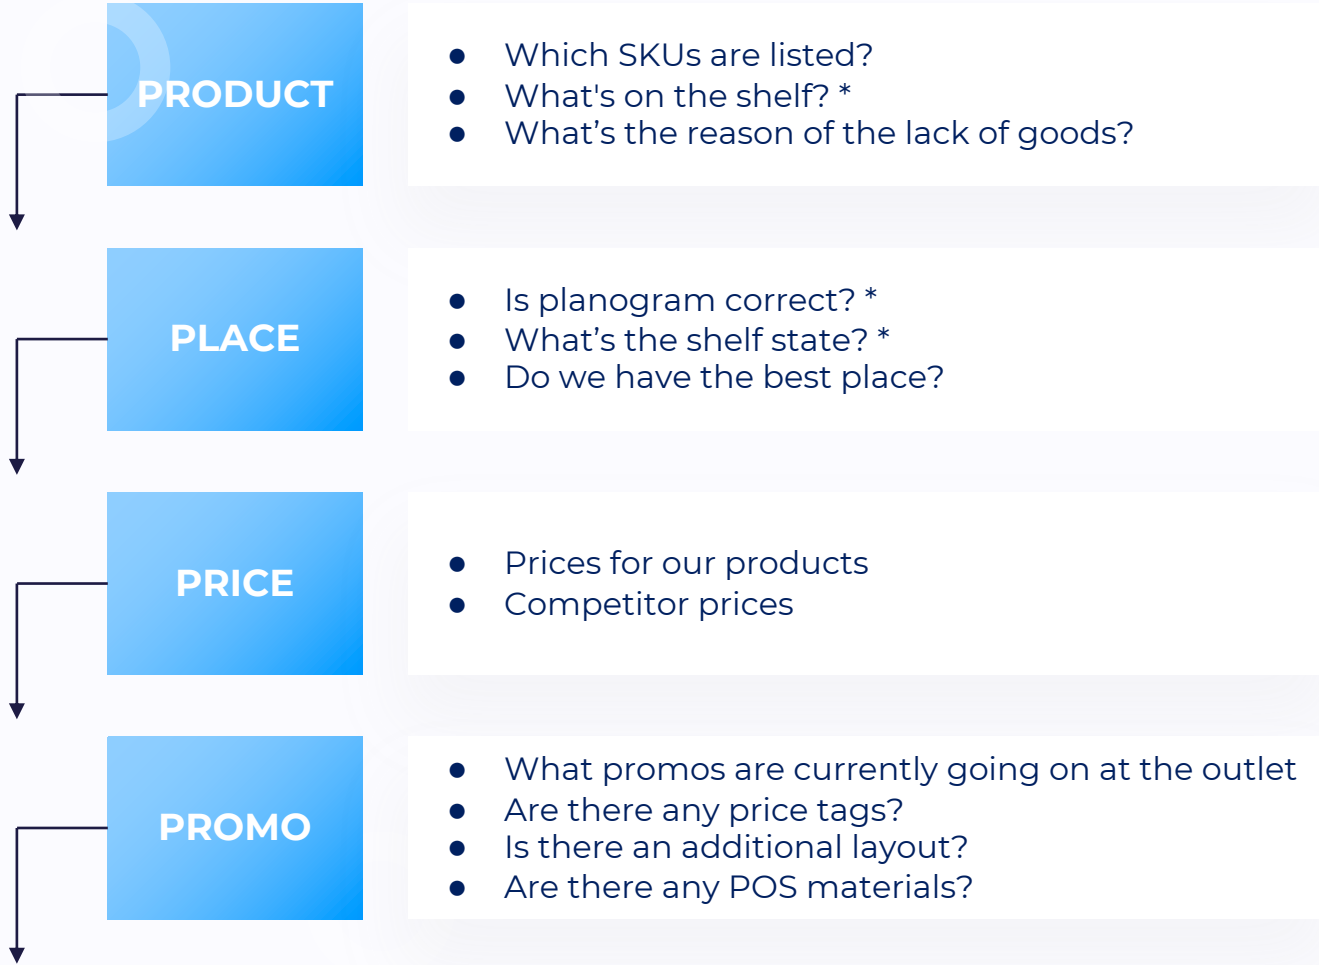 PRODUCT
● Which SKUs are listed?
● What's on the shelf? *
● What’s the reason of the lack of goods?
PLACE
● Is planogram correct? *
● What’s the shelf state? *
● Do we have the best place?
PRICE
● Prices for our products
● Competitor prices
PROMO
● What promos are currently going on at the outlet
● Are there any price tags?
● Is there an additional layout?
● Are there any POS materials?